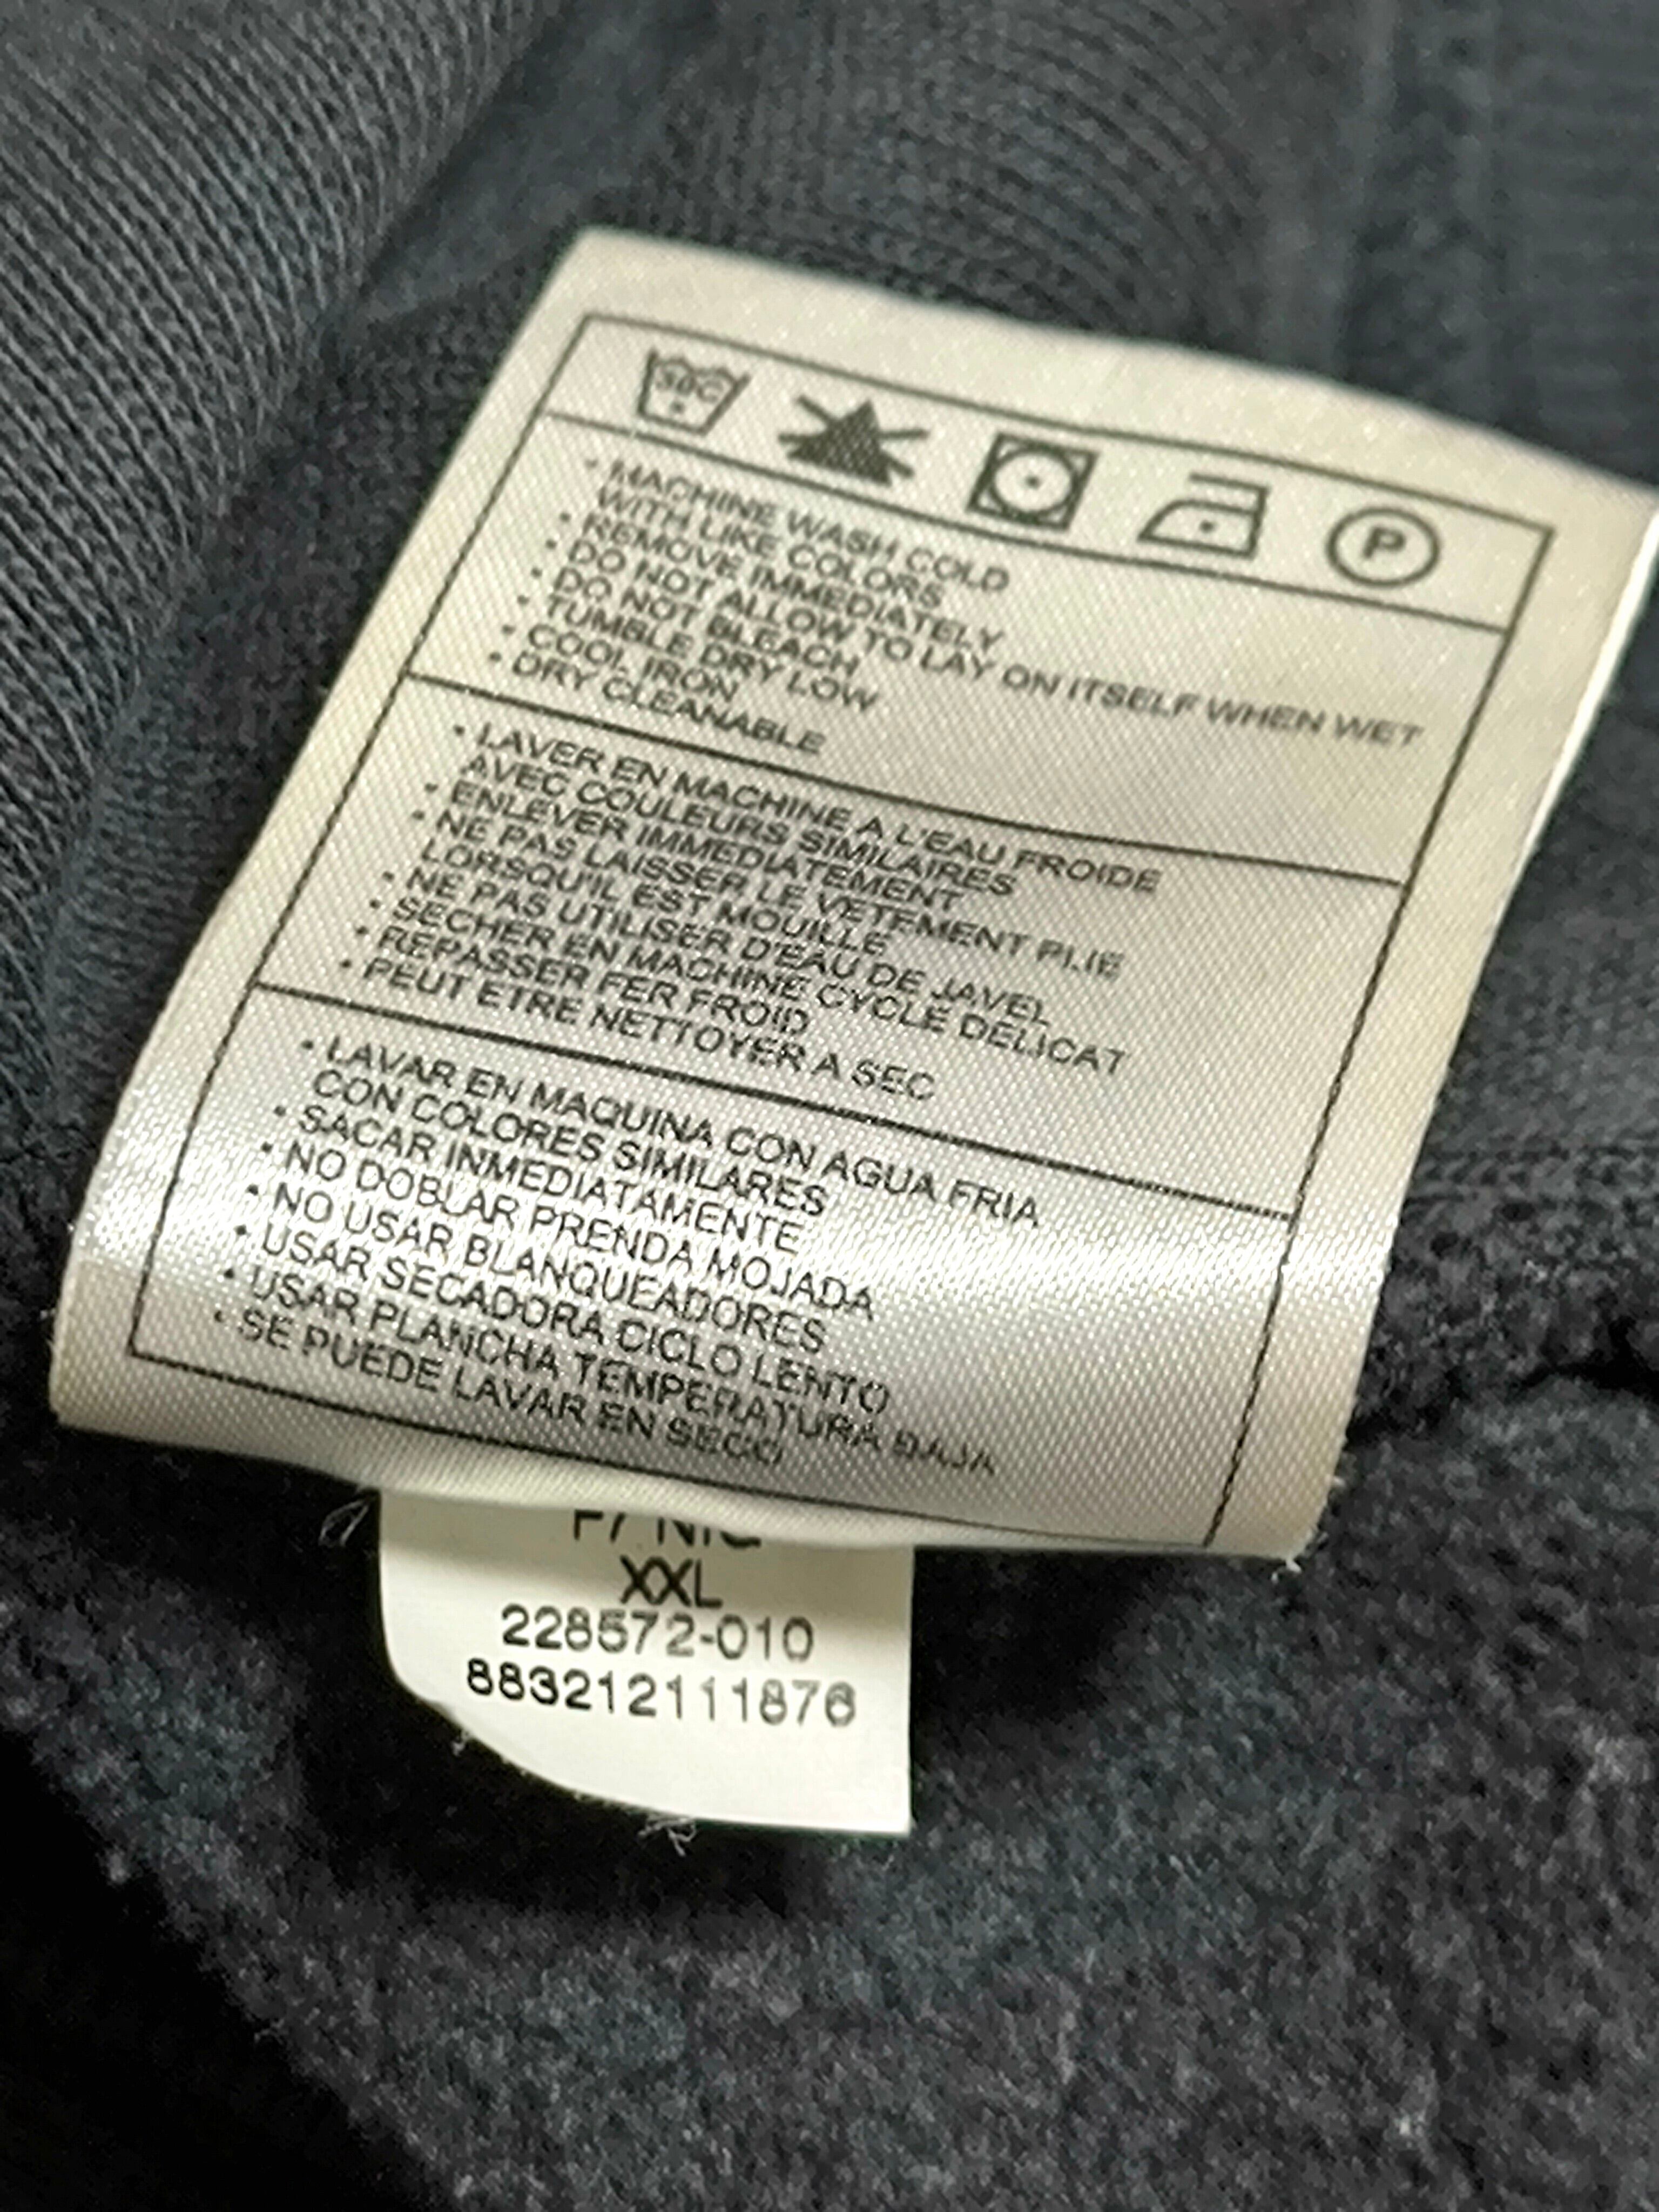 30C
P
• MACHINE WASH COLD
WITH LIKE COLORS
• REMOVE IMMEDIATELY
• DO NOT ALLOW TO LAY ON ITSELF WHEN WET
• DO NOT BLEACH
• TUMBLE DRY LOW
• COOL IRON
• DRY CLEANABLE
• LAVER EN MACHINE A L'EAU FROIDE
AVEC COULEURS SIMILAIRES
• ENLEVER IMMEDIATEMENT
• NE PAS LAISSER LE VETEMENT PLIE
LORSQU'IL EST MOUILLE
• NE PAS UTILISER D'EAU DE JAVEL
• SECHER EN MACHINE CYCLE DELICAT
• REPASSER FER FROID
• PEUT ETRE NETTOYER A SEC
• LAVAR EN MAQUINA CON AGUA FRIA
CON COLORES SIMILARES
• SACAR INMEDIATAMENTE
• NO DOBLAR PRENDA MOJADA
• NO USAR BLANQUEADORES
• USAR SECADORA CICLO LENTO
• USAR PLANCHA TEMPERATURA BAJA
• SE PUEDE LAVAR EN SECO
XXL
228572-010
883212111876